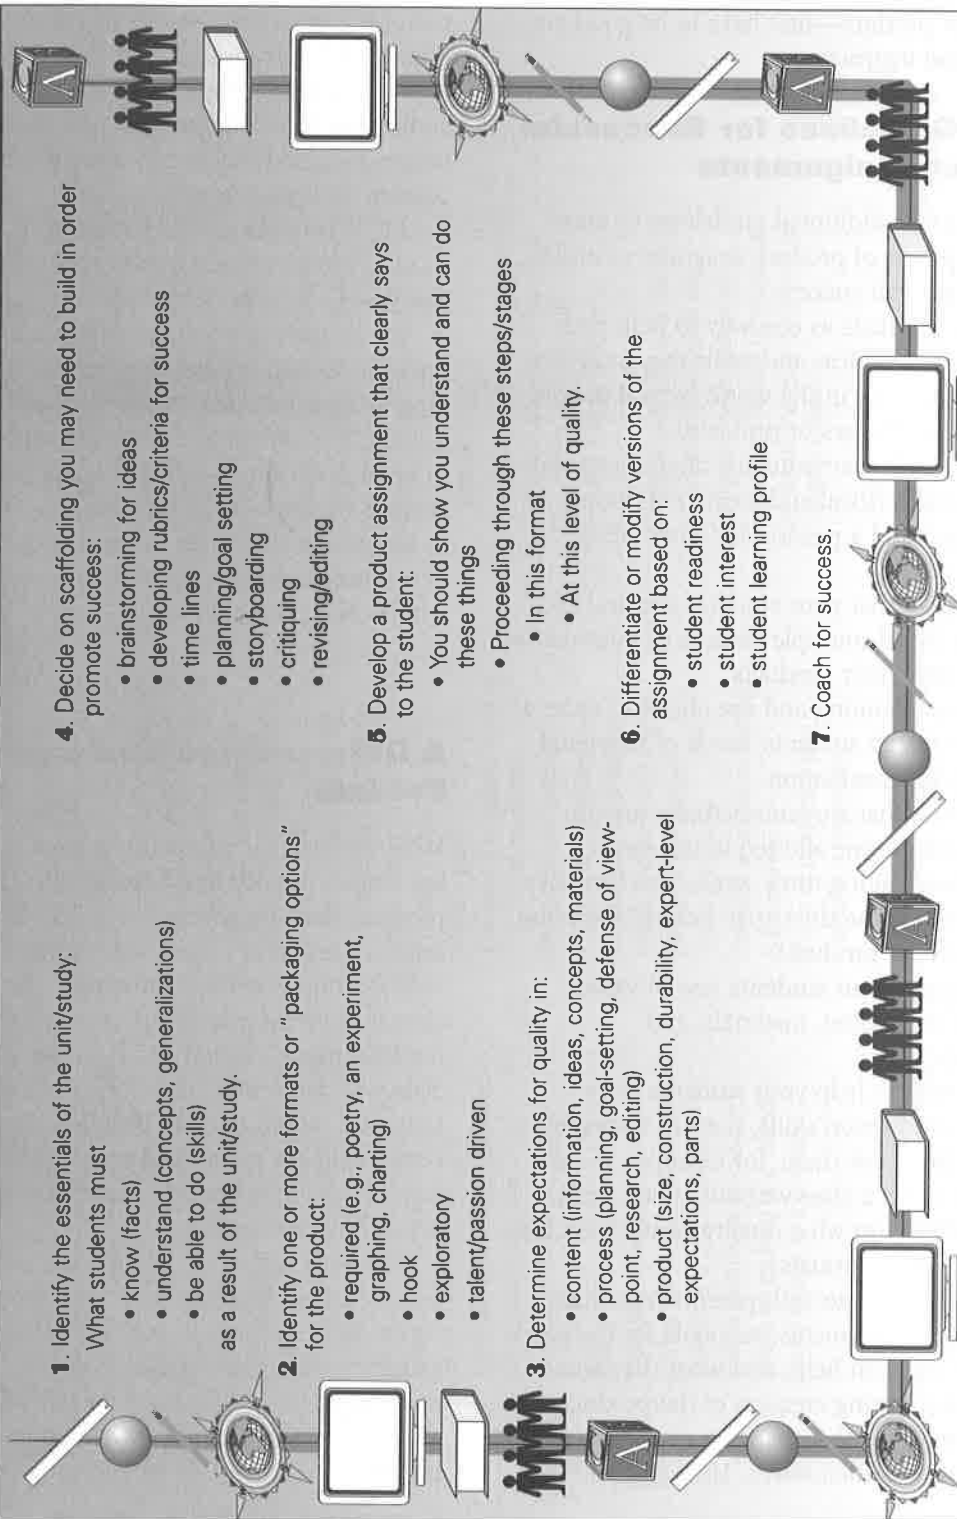 1. Identify the essentials of the unit/study:
What students must
• know (facts)
• understand (concepts, generalizations)
• be able to do (skills)
as a result of the unit/study.
2. Identify one or more formats or "packaging options"
for the product:
• required (e.g., poetry, an experiment,
graphing, charting)
• hook
• exploratory
• talent/passion driven
3. Determine expectations for quality in:
• content (information, ideas, concepts, materials)
• process (planning, goal-setting, defense of view-
point, research, editing)
• product (size, construction, durability, expert-level
expectations, parts)
4. Decide on scaffolding you may need to build in order
promote success:
• brainstorming for ideas
• developing rubrics/criteria for success
• time lines
• planning/goal setting
• storyboarding
• critiquing
• revising/editing
5. Develop a product assignment that clearly says
to the student:
• You should show you understand and can do
these things
• Proceeding through these steps/stages
• In this format
• At this level of quality.
6. Differentiate or modify versions of the
assignment based on:
• student readiness
• student interest
• student learning profile
7. Coach for success.